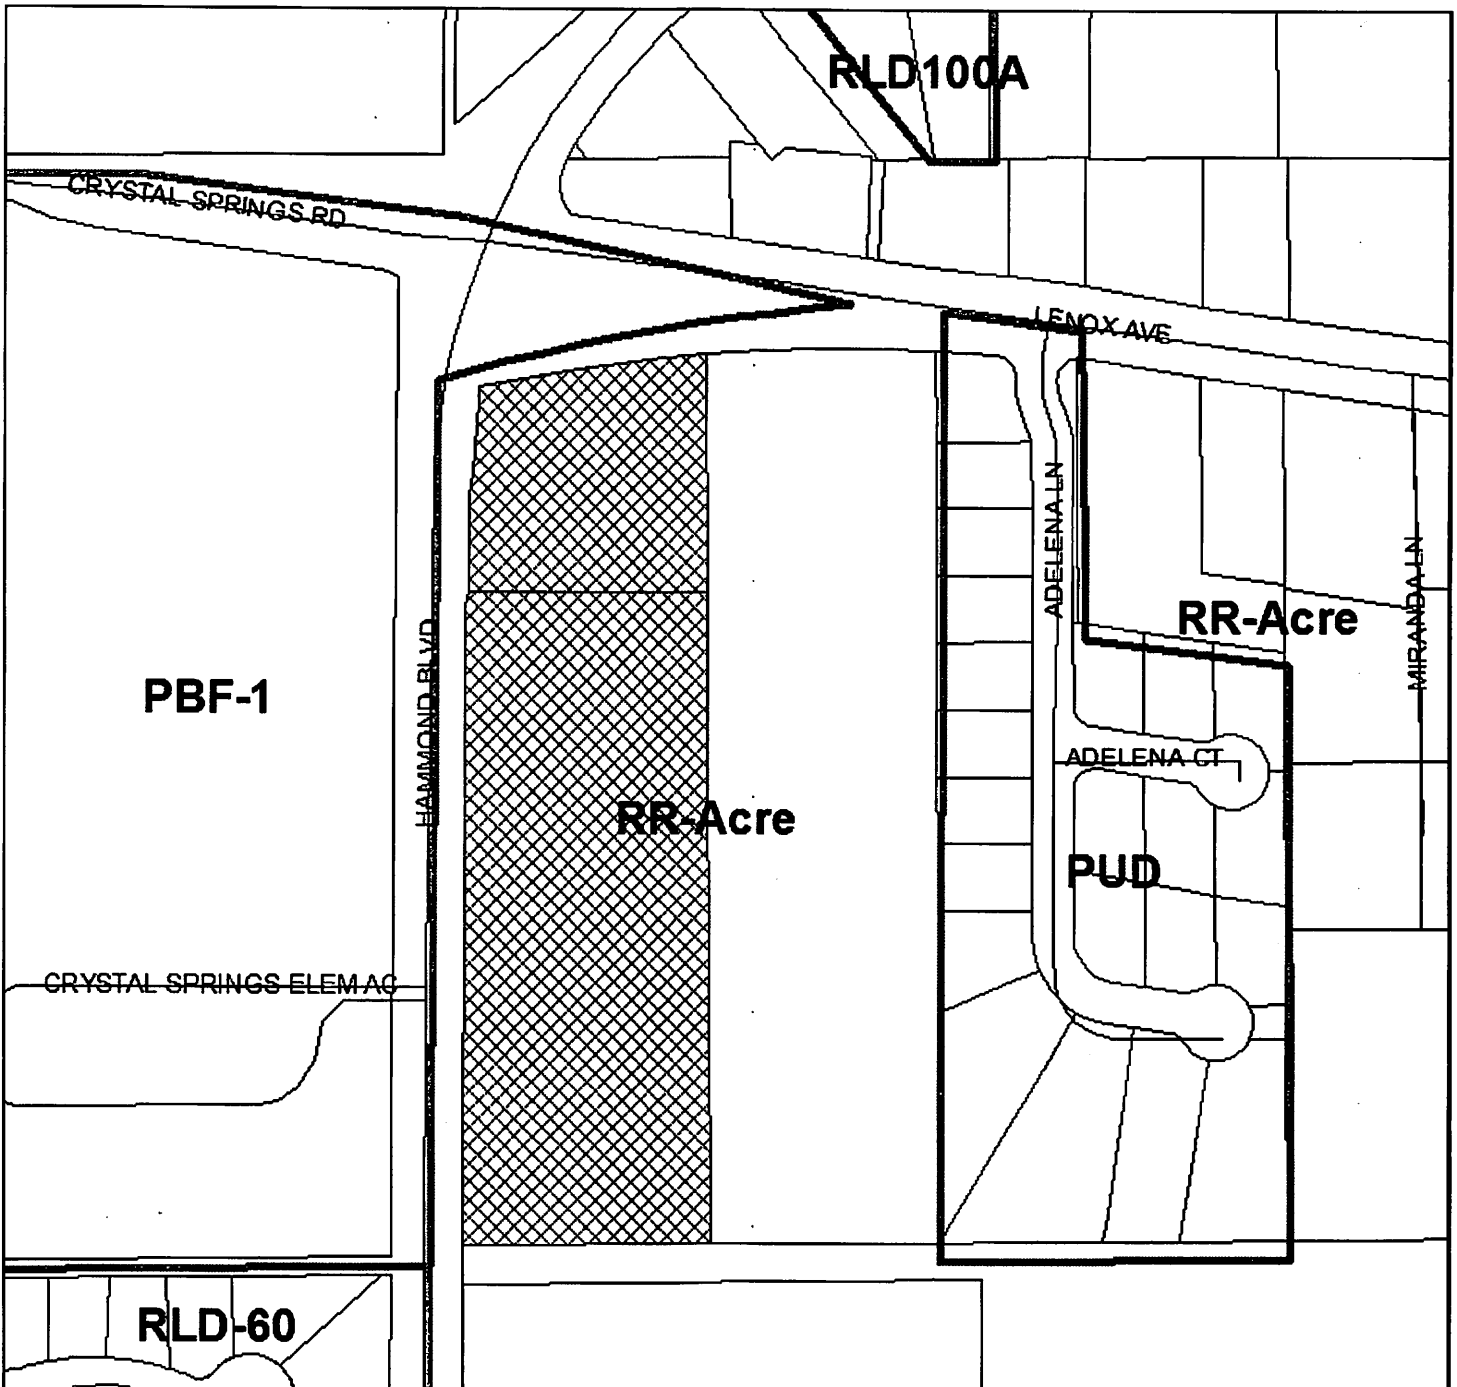 RLD100A
CRYSTAL SPRINGS RD
LENOX AVE
ADELENA LN
RR-Acre
MIRANDA LN
PBF-1
HAMMOND BLVD
ADELENA CT
RR-Acre
PUD
CRYSTAL SPRINGS ELEM AC
RLD-60